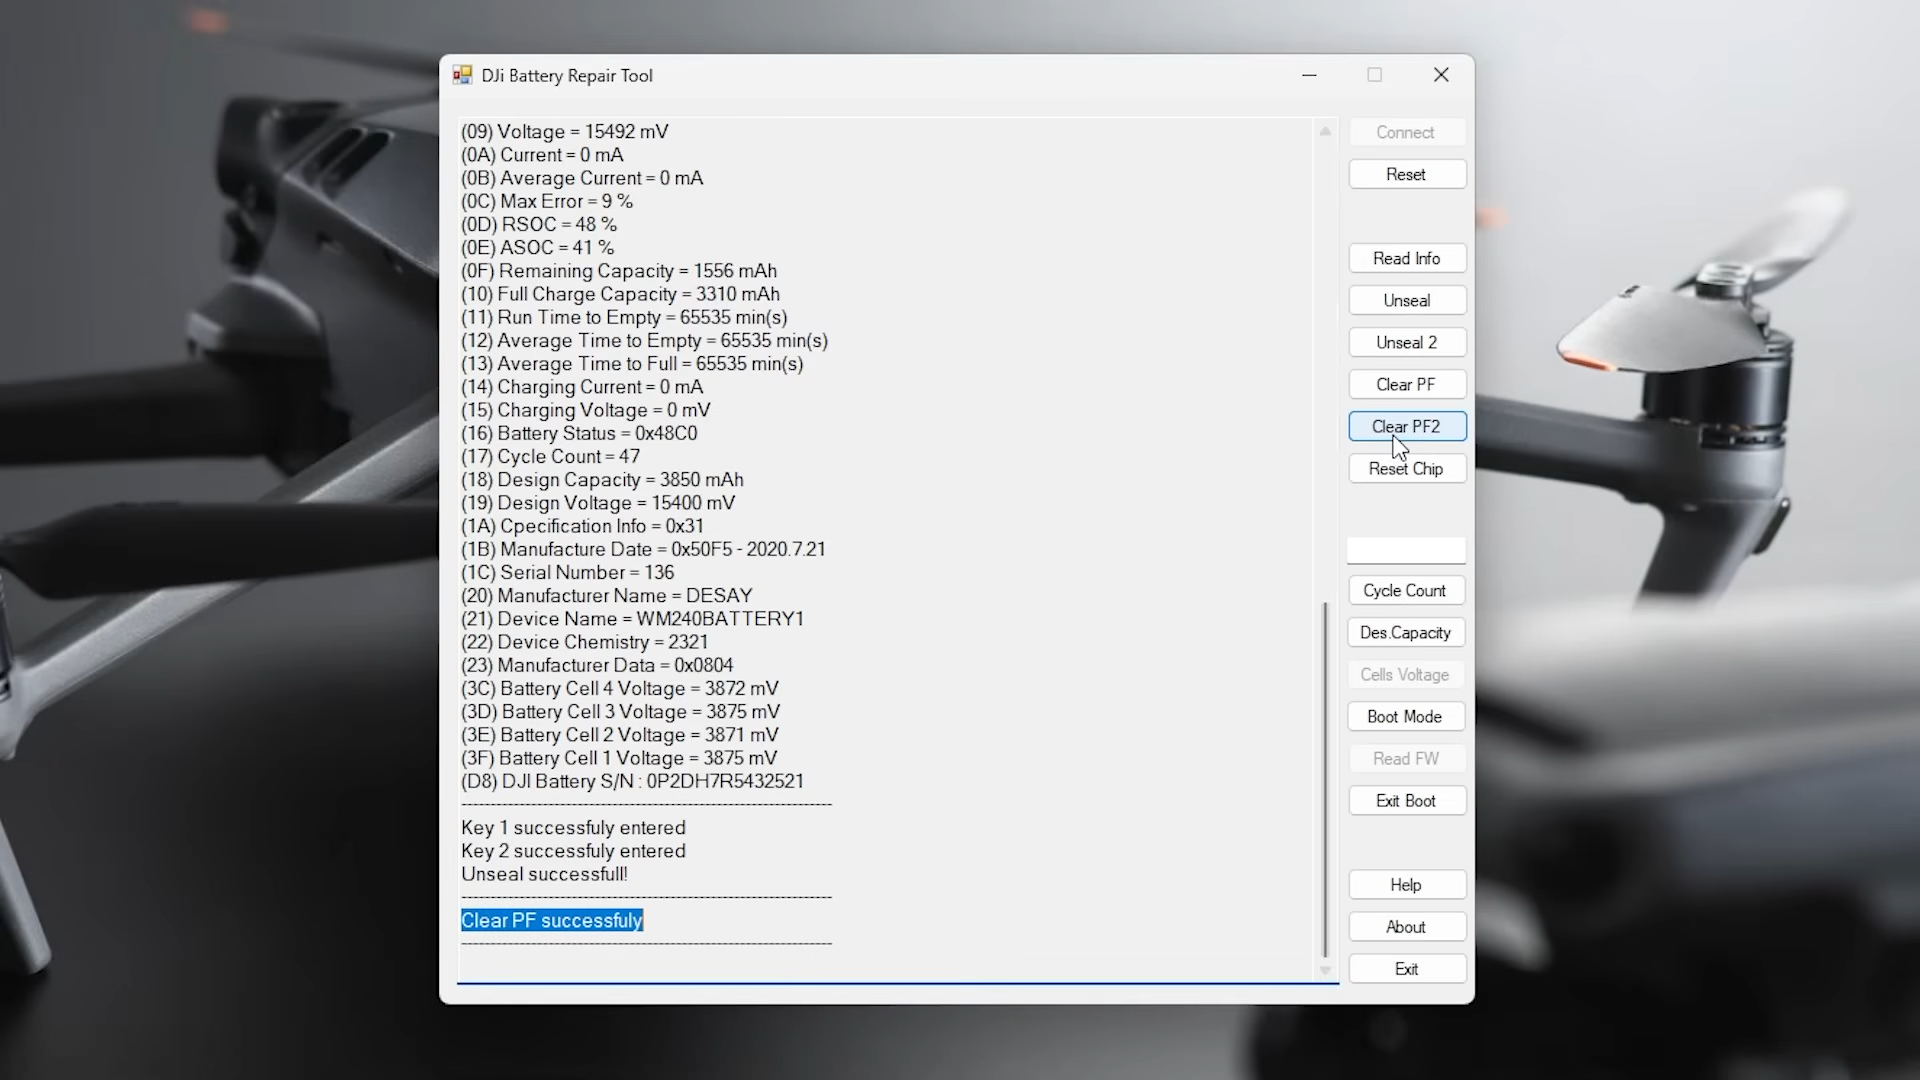 DJi Battery Repair Tool
(09) Voltage = 15492 mV
(0A) Current = 0 mA
(0B) Average Current = 0 mA
(0C) Max Error = 9 %
(0D) RSOC = 48 %
(0E) ASOC = 41 %
(0F) Remaining Capacity = 1556 mAh
(10) Full Charge Capacity = 3310 mAh
(11) Run Time to Empty = 65535 min(s)
(12) Average Time to Empty = 65535 min(s)
(13) Average Time to Full = 65535 min(s)
(14) Charging Current = 0 mA
(15) Charging Voltage = 0 mV
(16) Battery Status = 0x48C0
(17) Cycle Count = 47
(18) Design Capacity = 3850 mAh
(19) Design Voltage = 15400 mV
(1A) Cpecification Info = 0x31
(1B) Manufacture Date = 0x50F5 - 2020.7.21
(1C) Serial Number = 136
(20) Manufacturer Name = DESAY
(21) Device Name = WM240BATTERY1
(22) Device Chemistry = 2321
(23) Manufacturer Data = 0x0804
(3C) Battery Cell 4 Voltage = 3872 mV
(3D) Battery Cell 3 Voltage = 3875 mV
(3E) Battery Cell 2 Voltage = 3871 mV
(3F) Battery Cell 1 Voltage = 3875 mV
(D8) DJI Battery S/N : 0P2DH7R5432521
Key 1 successfuly entered
Key 2 successfuly entered
Unseal successfull!
Clear PF successfuly
Connect
Reset
Read Info
Unseal
Unseal 2
Clear PF
Clear PF2
Reset Chip
Cycle Count
Des.Capacity
Cells Voltage
Boot Mode
Read FW
Exit Boot
Help
About
Exit